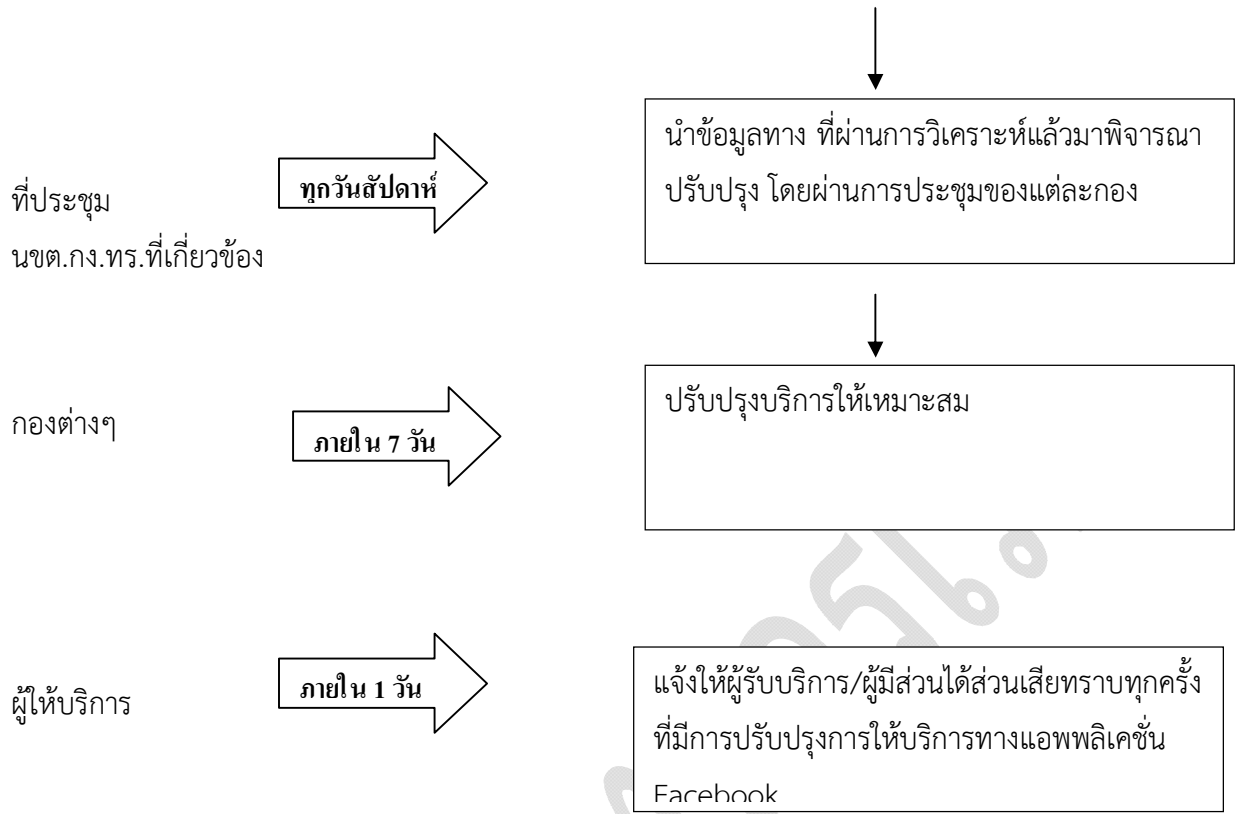 นำข้อมูลทาง ที่ผ่านการวิเคราะห์แล้วมาพิจารณา
ปรับปรุง โดยผ่านการประชุมของแต่ละกอง
ทุกวันสัปดาห์
ที่ประชุม
นขต.กง.ทร.ที่เกี่ยวข้อง
ปรับปรุงบริการให้เหมาะสม
กองต่างๆ
ภายใน 7 วัน
ผู้ให้บริการ
ภายใน 1 วัน
แจ้งให้ผู้รับบริการ/ผู้มีส่วนได้ส่วนเสียทราบทุกครั้ง
ที่มีการปรับปรุงการให้บริการทางแอพพลิเคชั่น
Facebook